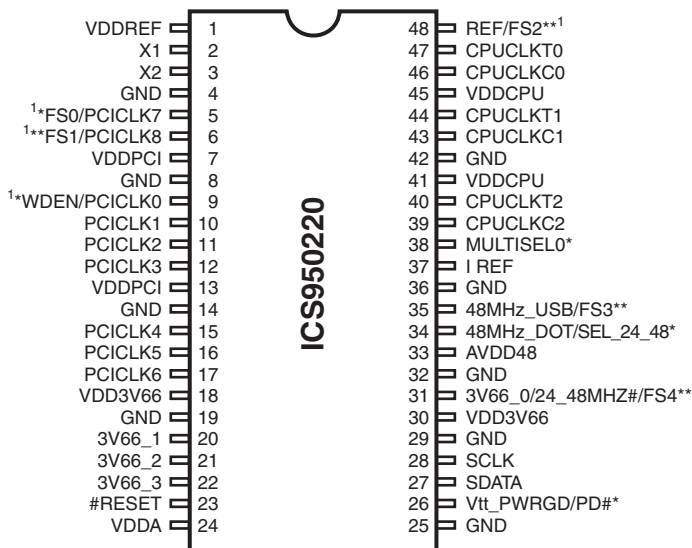 VDDREF 1 48 REF/FS2**1
X1 2 47 CPUCLKT0
X2 3 46 CPUCLKC0
GND 4 45 VDDCPU
1*FS0/PCICLK7 5 44 CPUCLKT1
1**FS1/PCICLK8 6 43 CPUCLKC1
VDDPCI 7 42 GND
GND 8 41 VDDCPU
1*WDEN/PCICLK0 9 40 CPUCLKT2
PCICLK1 10 39 CPUCLKC2
PCICLK2 11 38 MULTISEL0*
PCICLK3 12 37 I REF
VDDPCI 13 36 GND
GND 14 35 48MHz_USB/FS3**
PCICLK4 15 34 48MHz_DOT/SEL_24_48*
PCICLK5 16 33 AVDD48
PCICLK6 17 32 GND
VDD3V66 18 31 3V66_0/24_48MHZ#/FS4**
GND 19 30 VDD3V66
3V66_1 20 29 GND
3V66_2 21 28 SCLK
3V66_3 22 27 SDATA
#RESET 23 26 Vtt_PWRGD/PD#*
VDDA 24 25 GND
ICS950220